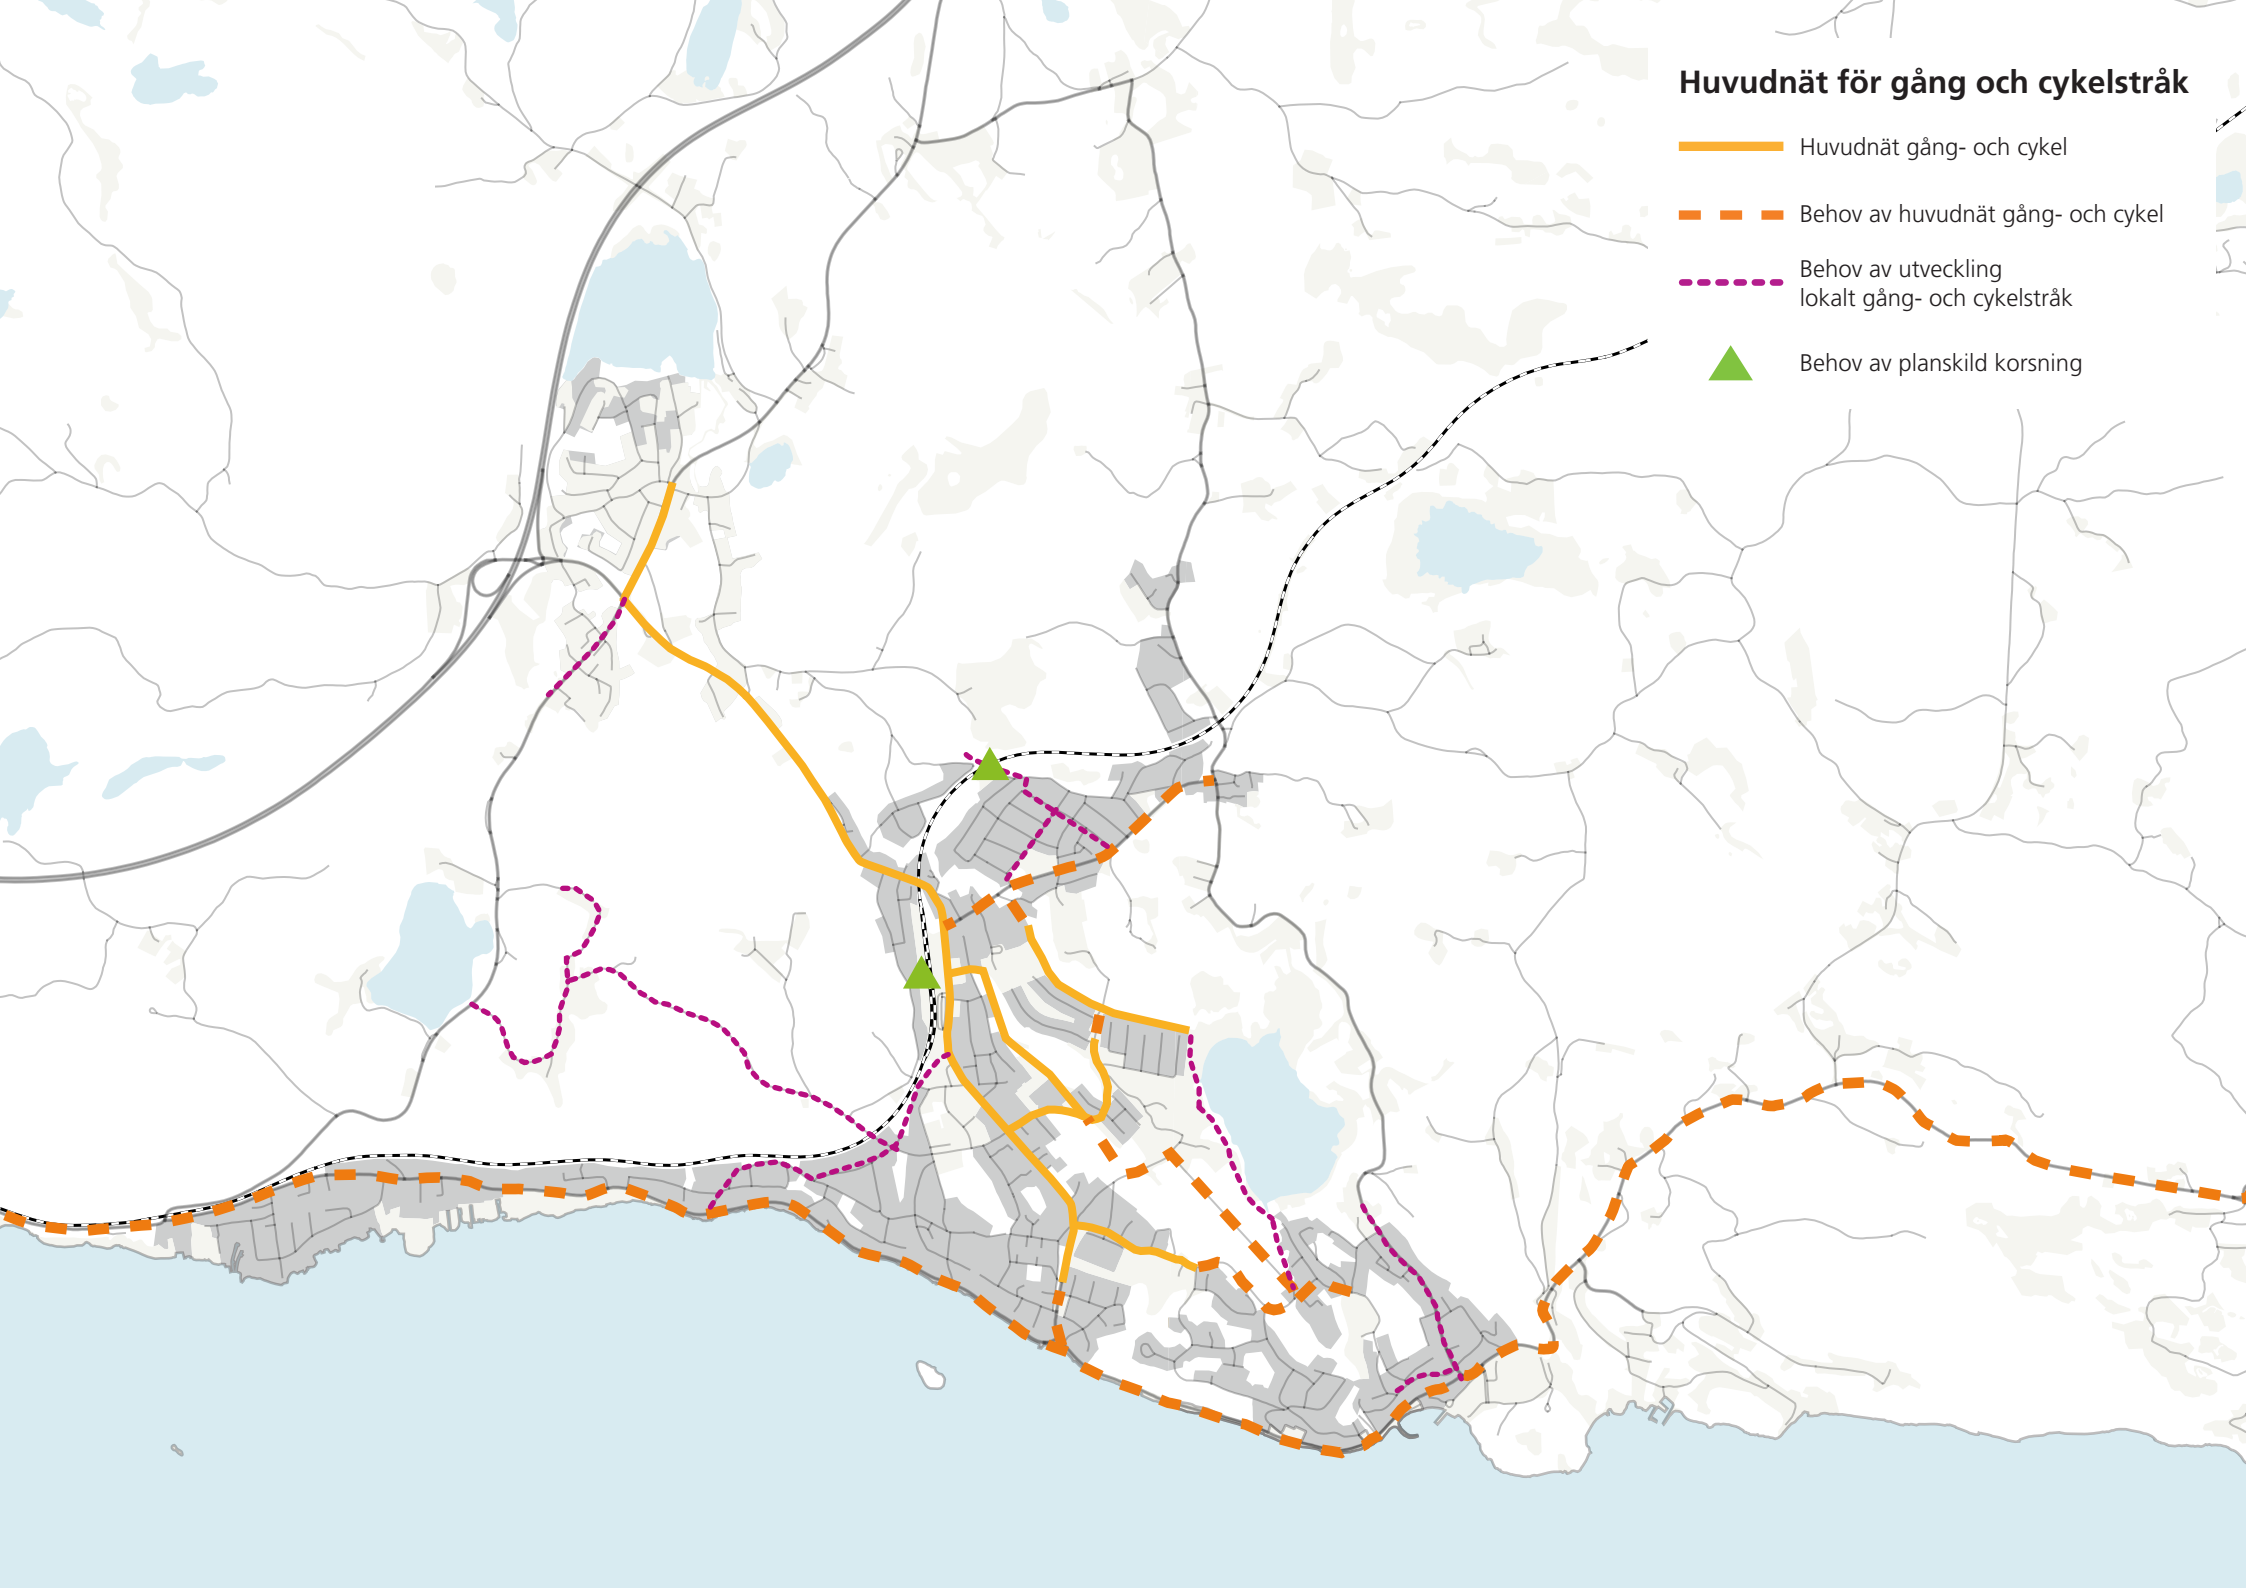 Huvudnät för gång och cykelstråk
Huvudnät gång- och cykel
Behov av huvudnät gång- och cykel
Behov av utveckling
lokalt gång- och cykelstråk
Behov av planskild korsning